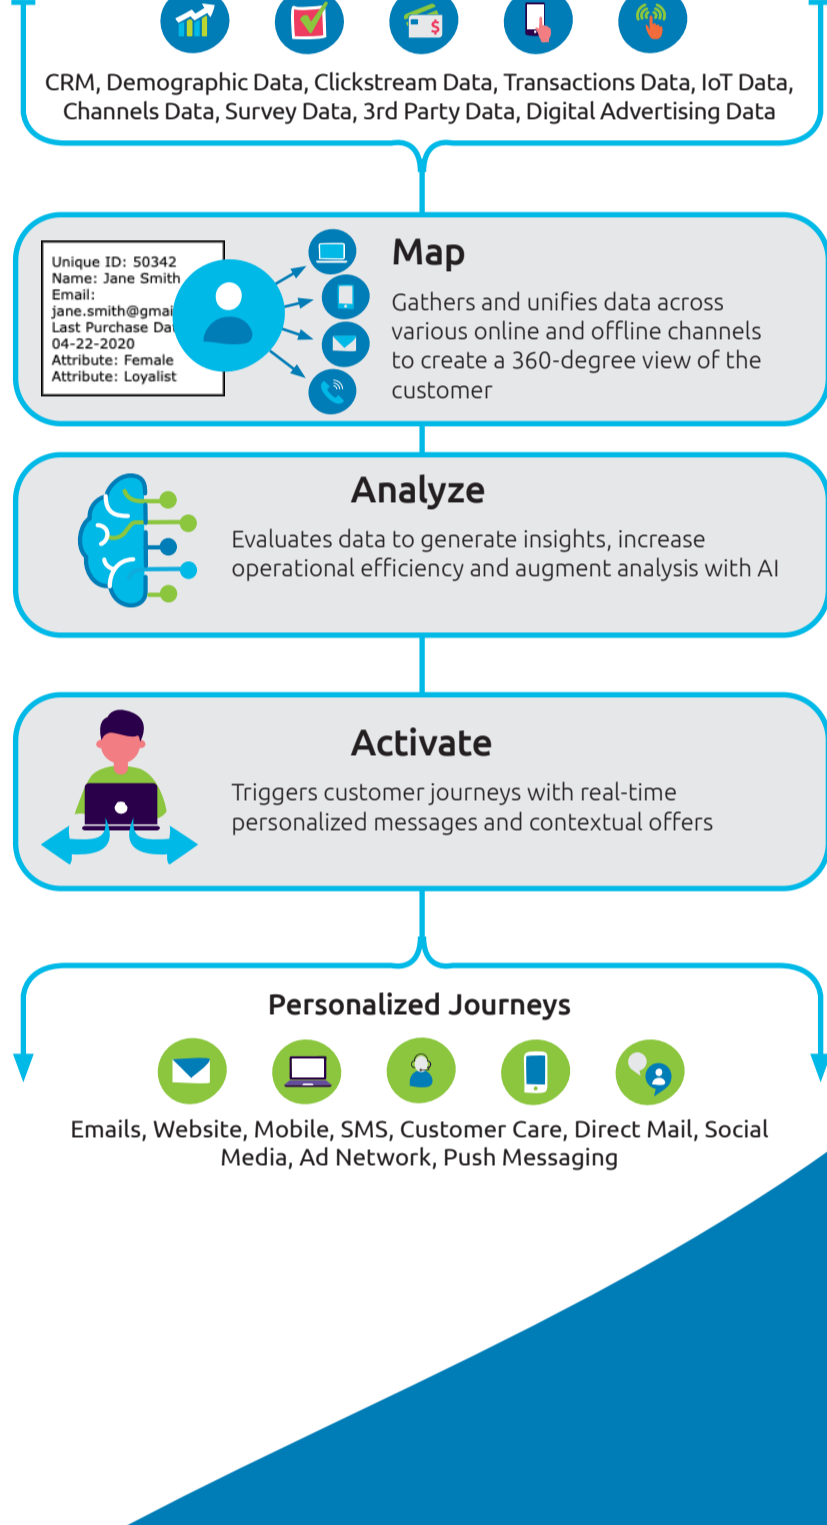 CRM, Demographic Data, Clickstream Data, Transactions Data, IoT Data,
Channels Data, Survey Data, 3rd Party Data, Digital Advertising Data
Unique ID: 50342
Name: Jane Smith
Email:
jane.smith@gmai
Last Purchase Da
04-22-2020
Attribute: Female
Attribute: Loyalist
$
Map
Gathers and unifies data across
various online and offline channels
to create a 360-degree view of the
customer
Analyze
Evaluates data to generate insights, increase
operational efficiency and augment analysis with AI
Activate
Triggers customer journeys with real-time
personalized messages and contextual offers
Personalized Journeys
Emails, Website, Mobile, SMS, Customer Care, Direct Mail, Social
Media, Ad Network, Push Messaging